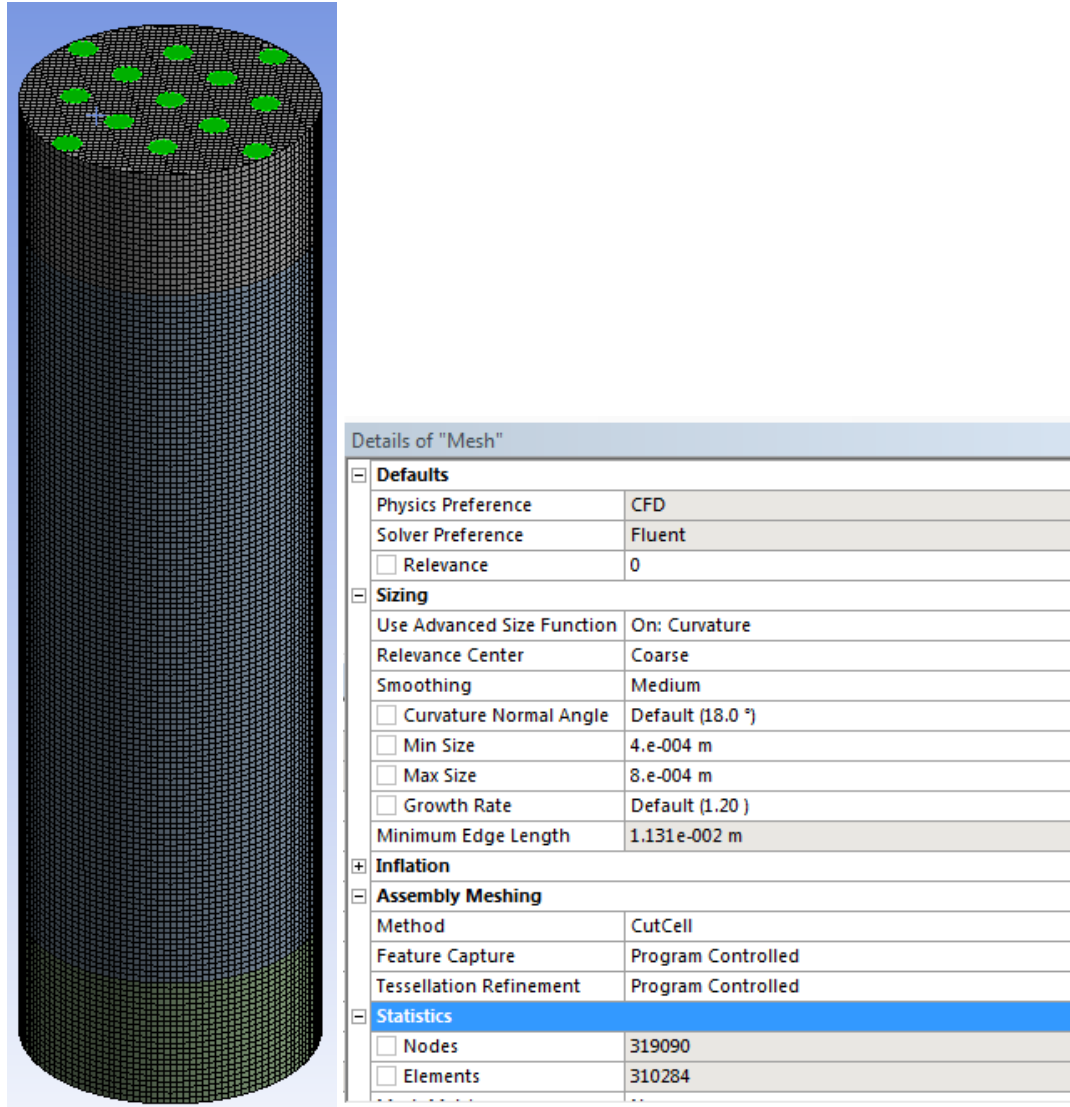 Details of "Mesh"
Defaults
Physics Preference CFD
Solver Preference Fluent
Relevance 0
Sizing
Use Advanced Size Function On: Curvature
Relevance Center Coarse
Smoothing Medium
Curvature Normal Angle Default (18.0 °)
Min Size 4.e-004 m
Max Size 8.e-004 m
Growth Rate Default (1.20 )
Minimum Edge Length 1.131e-002 m
Inflation
Assembly Meshing
Method CutCell
Feature Capture Program Controlled
Tessellation Refinement Program Controlled
Statistics
Nodes 319090
Elements 310284